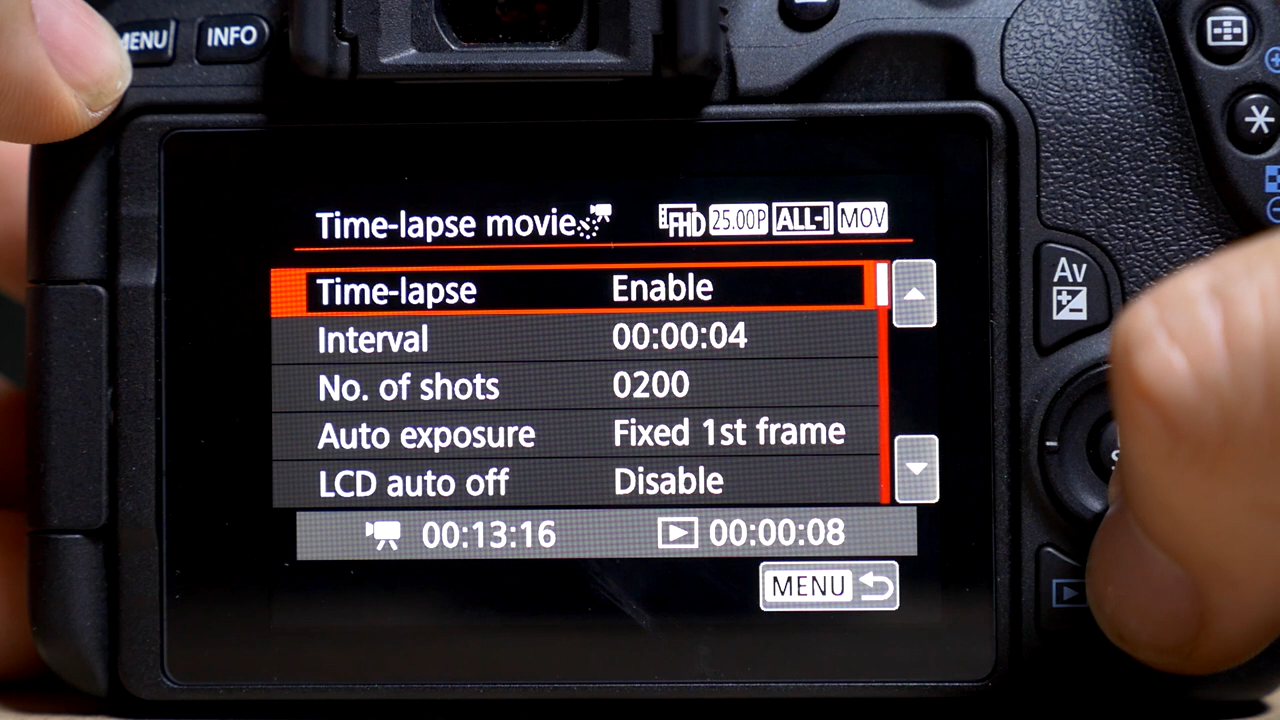 MENU INFO
Time-lapse movie FHD 25.00P ALL-I MOV
Time-lapse Enable
Av
Interval 00:00:04
No. of shots 0200
Auto exposure Fixed 1st frame
LCD auto off Disable
00:13:16 00:00:08
MENU